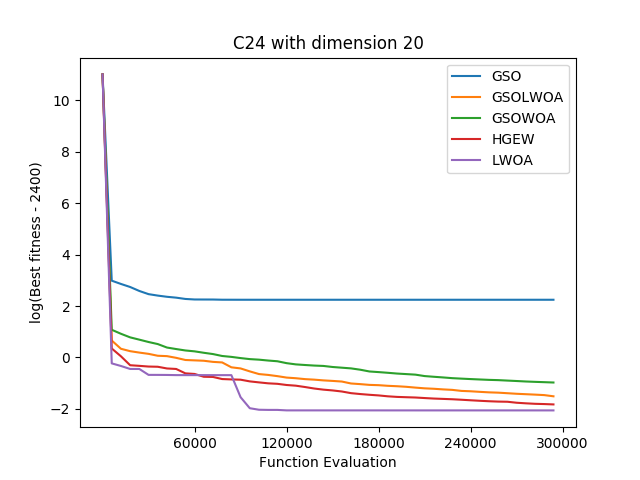 C24 with dimension 20
log(Best fitness - 2400)
10
8
6
4
2
0
−2
GSO
GSOLWOA
GSOWOA
HGEW
LWOA
60000 120000 180000 240000 300000
Function Evaluation